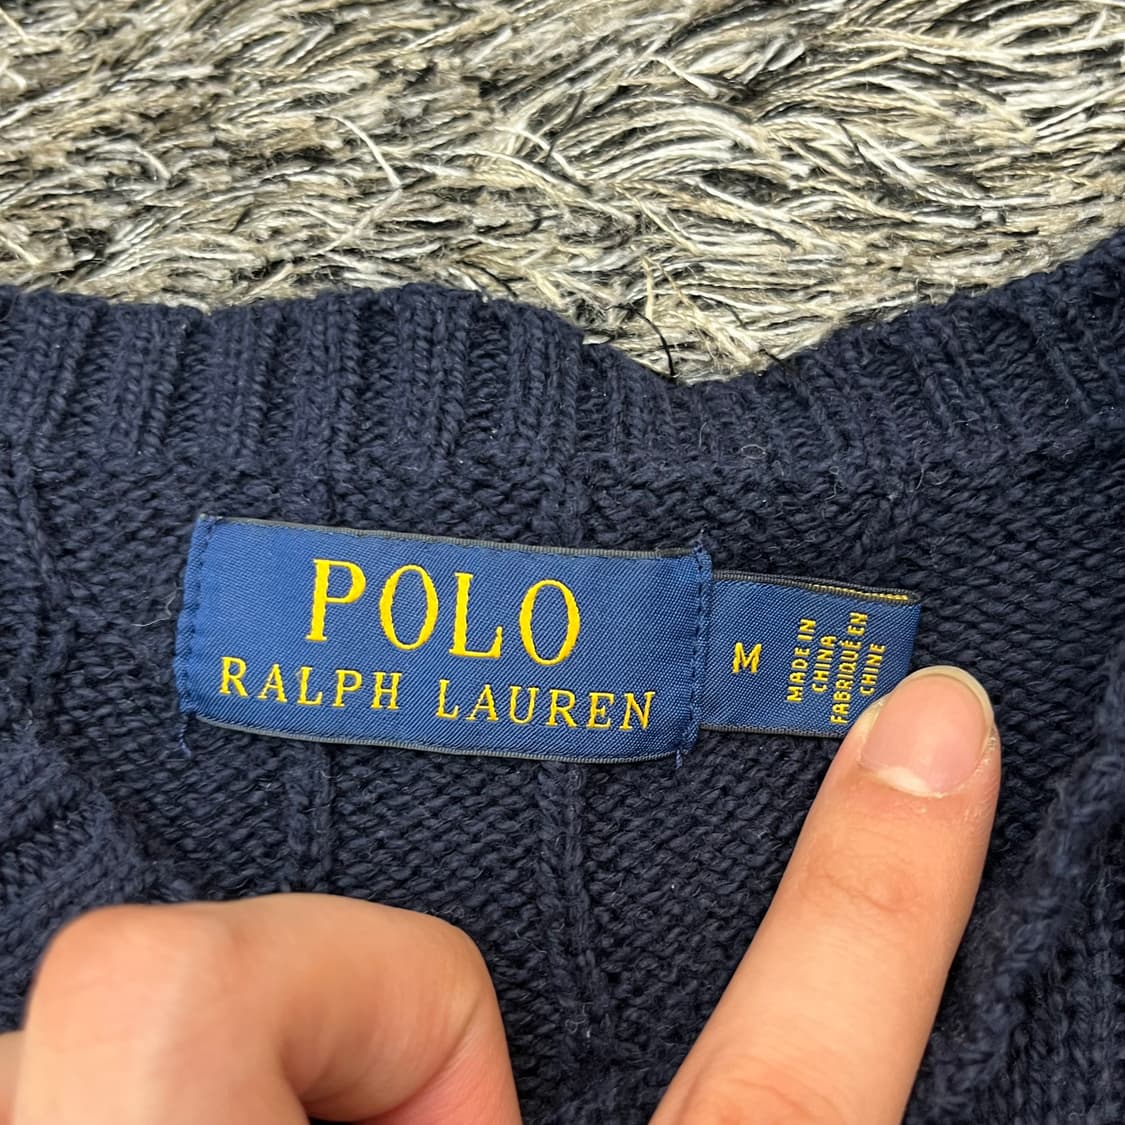 POLO
RALPH LAUREN
M
MADE IN
CHINA
FABRIQUÉ EN
CHINE